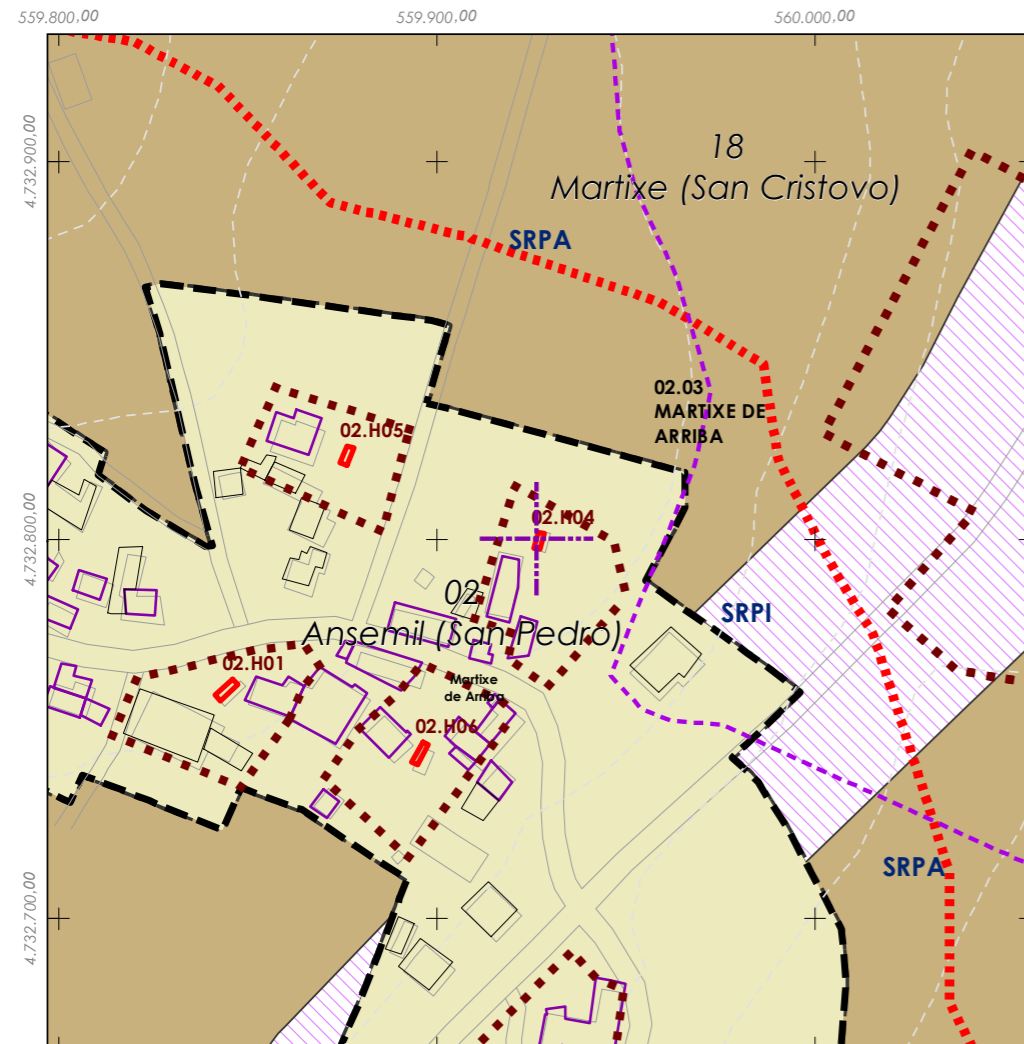 559.800,00
559.900,00
560.000,00
4.732.900,00
18
Martixe (San Cristovo)
SRPA
02.03
MARTIXE DE
ARRIBA
02.H05
4.732.800,00
02.H04
02
Ansemil (San Pedro)
SRPI
02.H01
Martixe
de Arriba
02.H06
SRPA
4.732.700,00